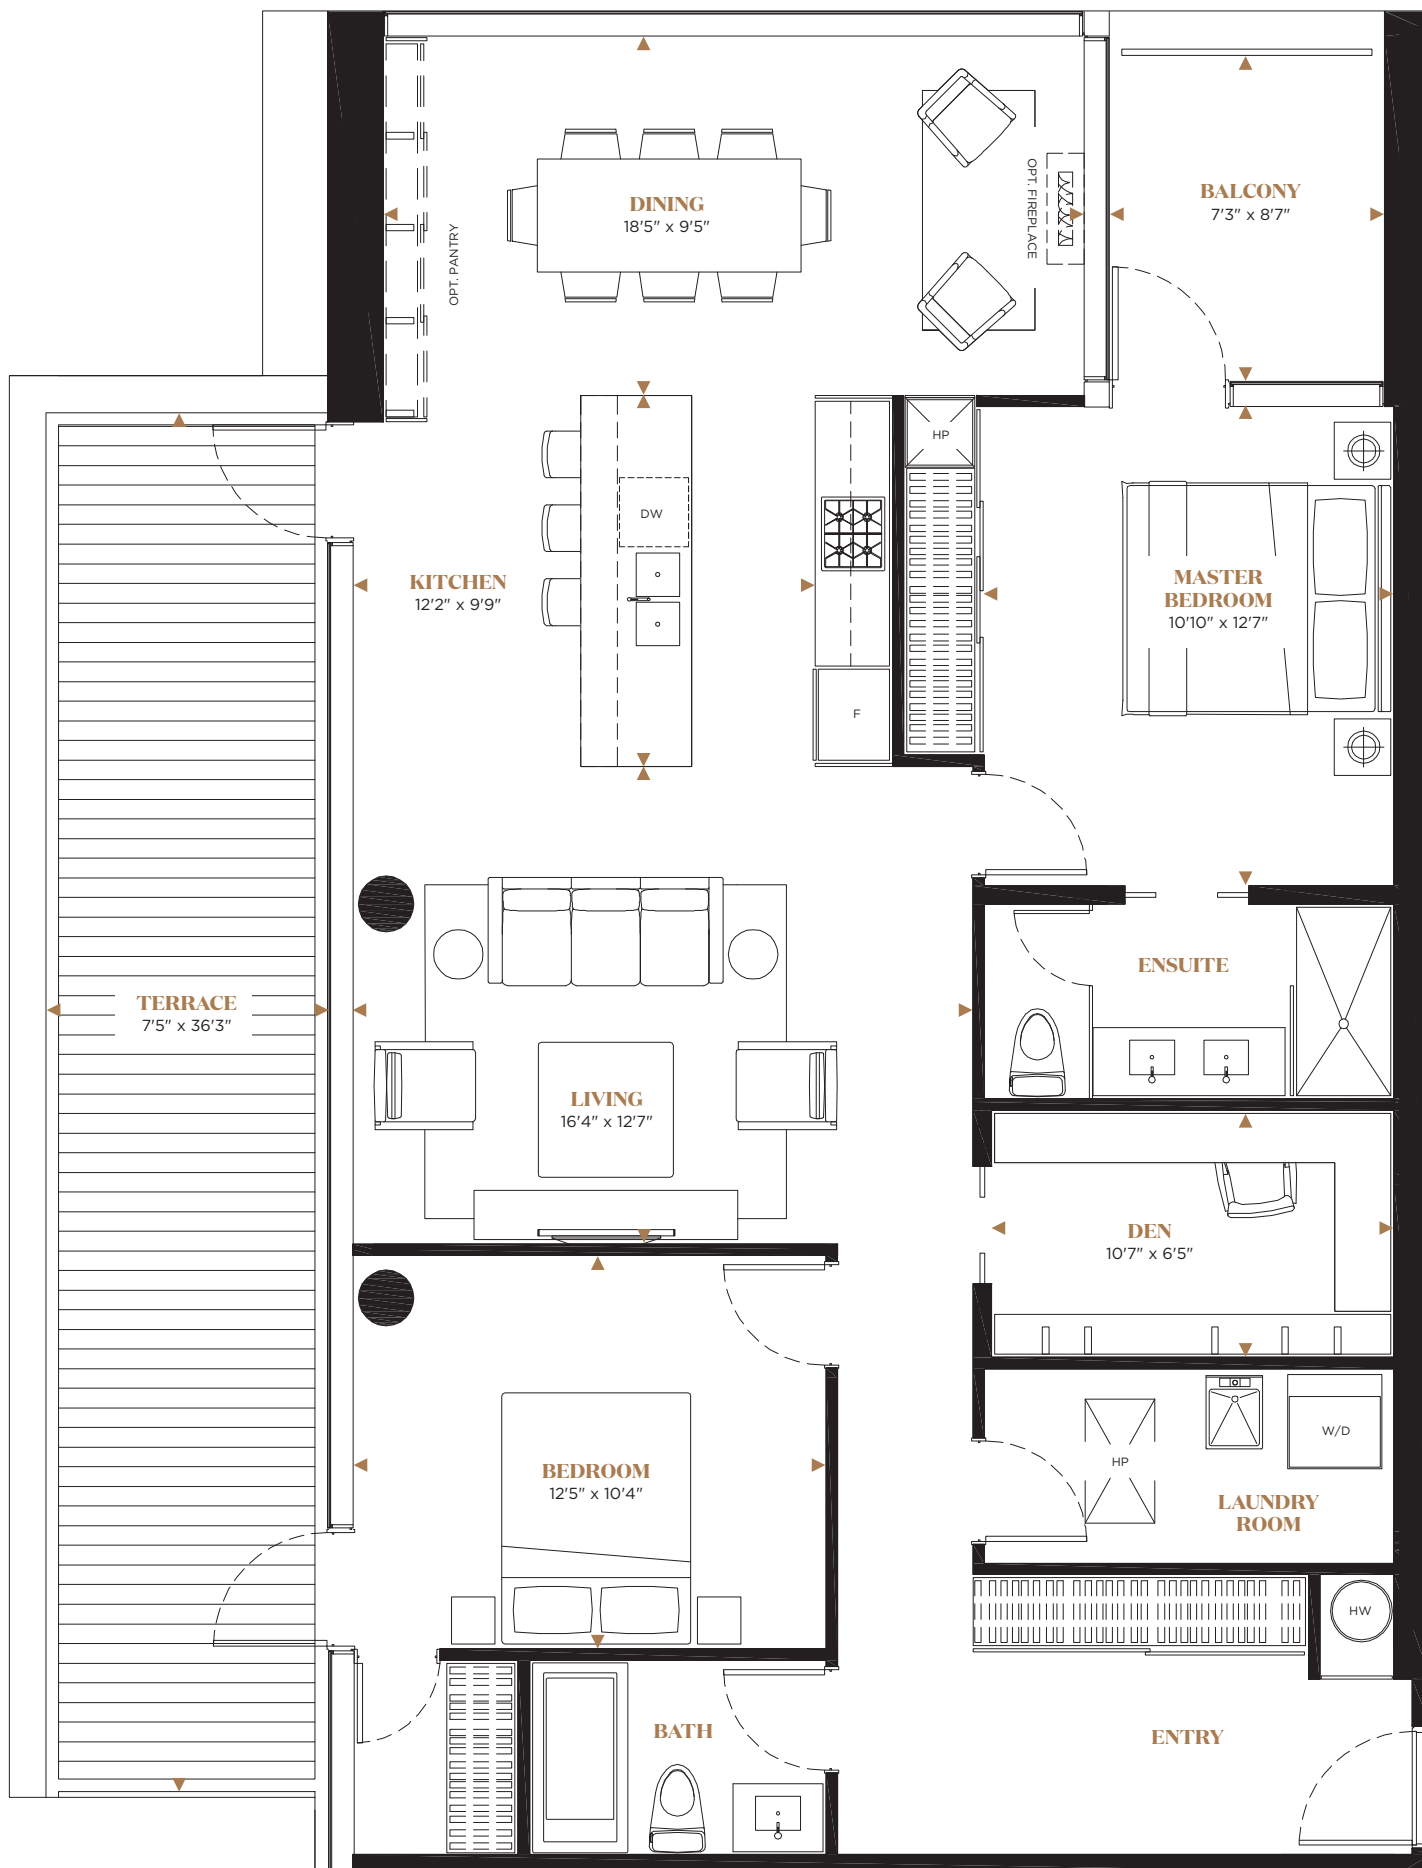 DINING
18'5" x 9'5"
OPT. PANTRY
OPT. FIREPLACE
BALCONY
7'3" x 8'7"
HP
DW
KITCHEN
12'2" x 9'9"
F
MASTER
BEDROOM
10'10" x 12'7"
ENSUITE
TERRACE
7'5" x 36'3"
LIVING
16'4" x 12'7"
DEN
10'7" x 6'5"
W/D
HP
LAUNDRY
ROOM
BEDROOM
12'5" x 10'4"
HW
BATH
ENTRY